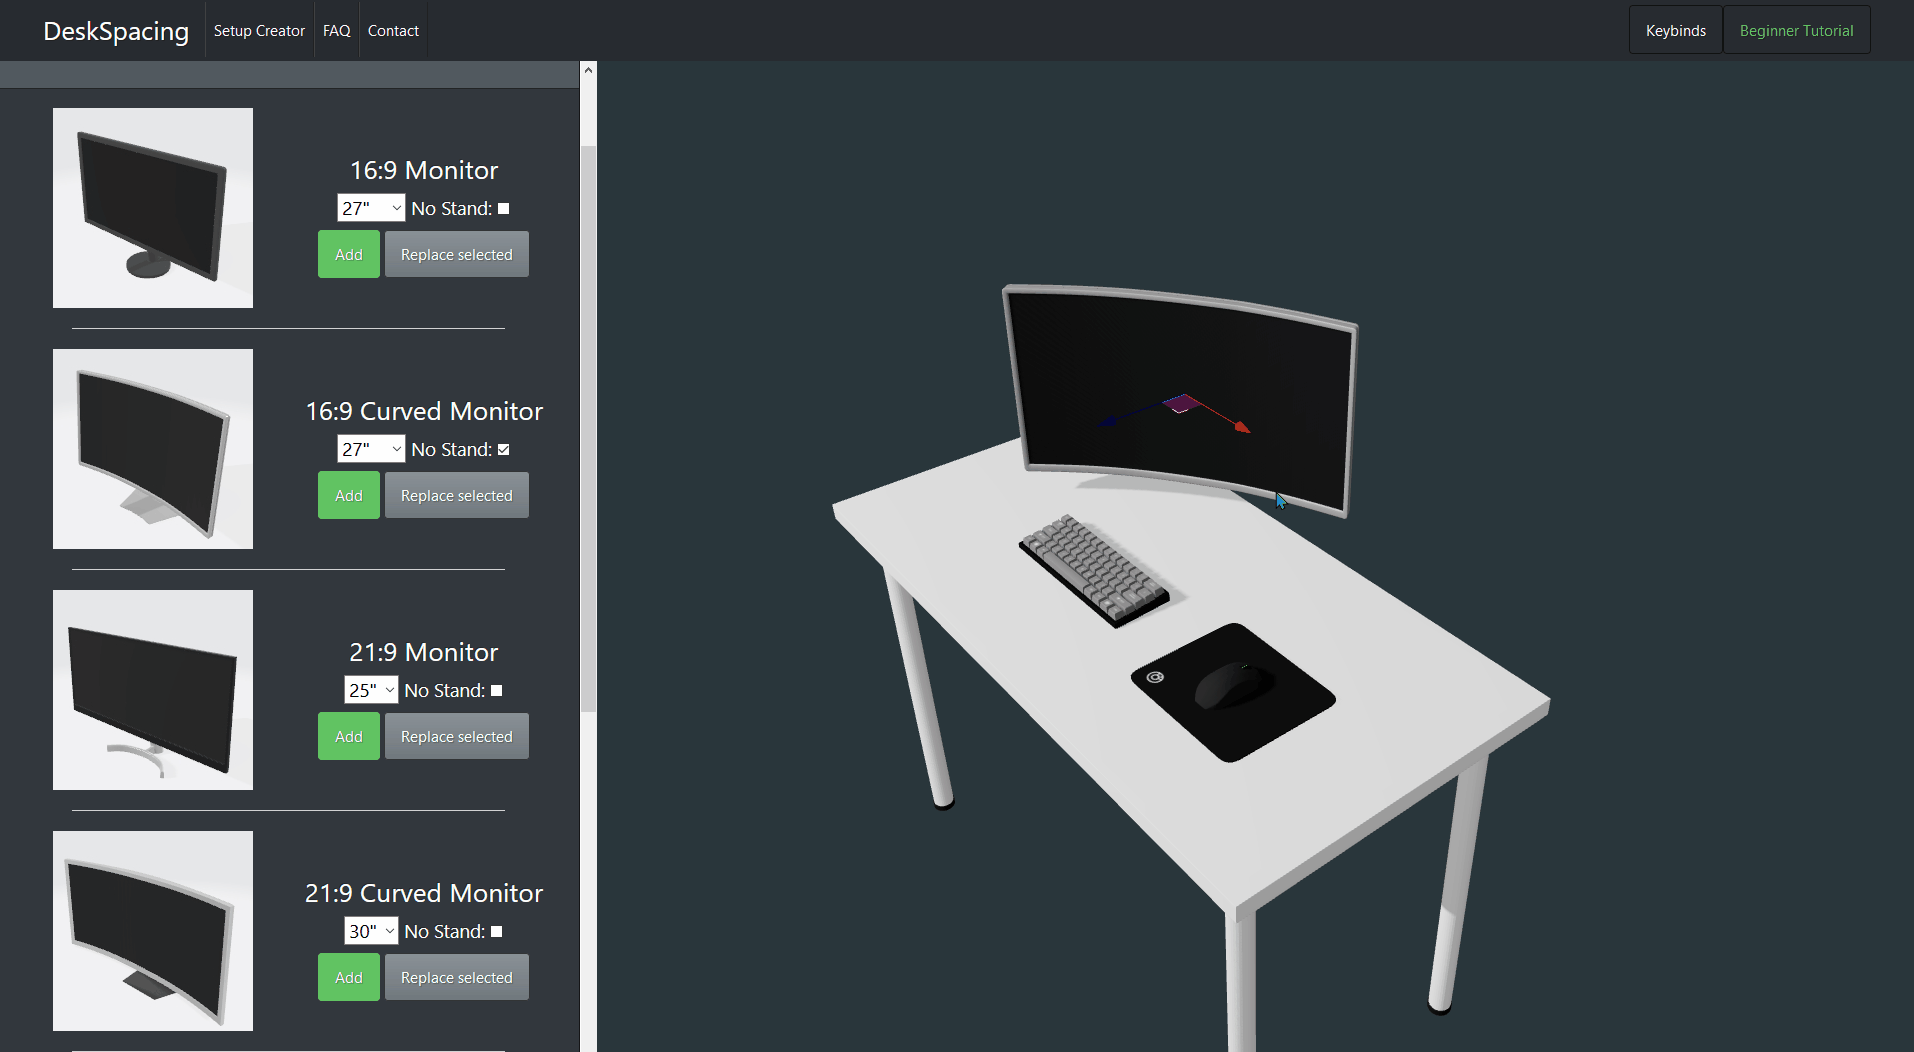 DeskSpacing
Setup Creator
FAQ
Contact
Keybinds
Beginner Tutorial
16:9 Monitor
27" No Stand:
Add Replace selected
16:9 Curved Monitor
27" No Stand:
Add Replace selected
21:9 Monitor
25" No Stand:
Add Replace selected
21:9 Curved Monitor
30" No Stand:
Add Replace selected